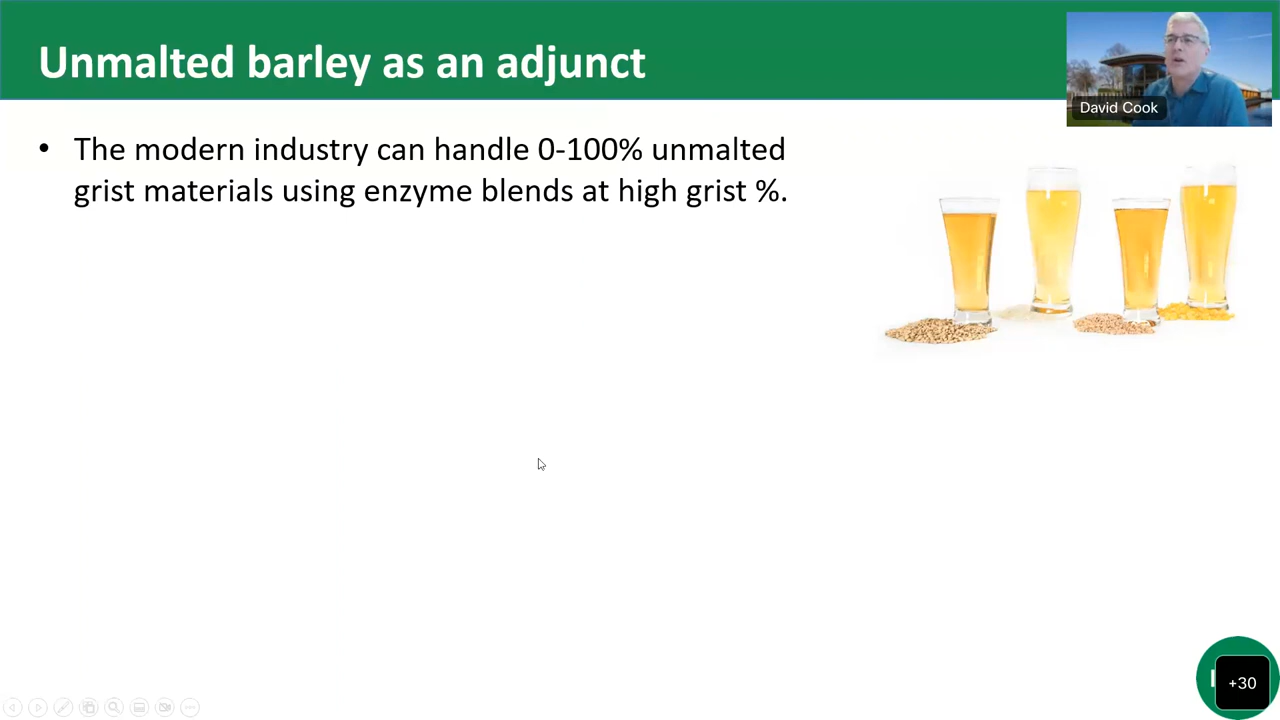 Unmalted barley as an adjunct
David Cook
• The modern industry can handle 0-100% unmalted
grist materials using enzyme blends at high grist %.
+30